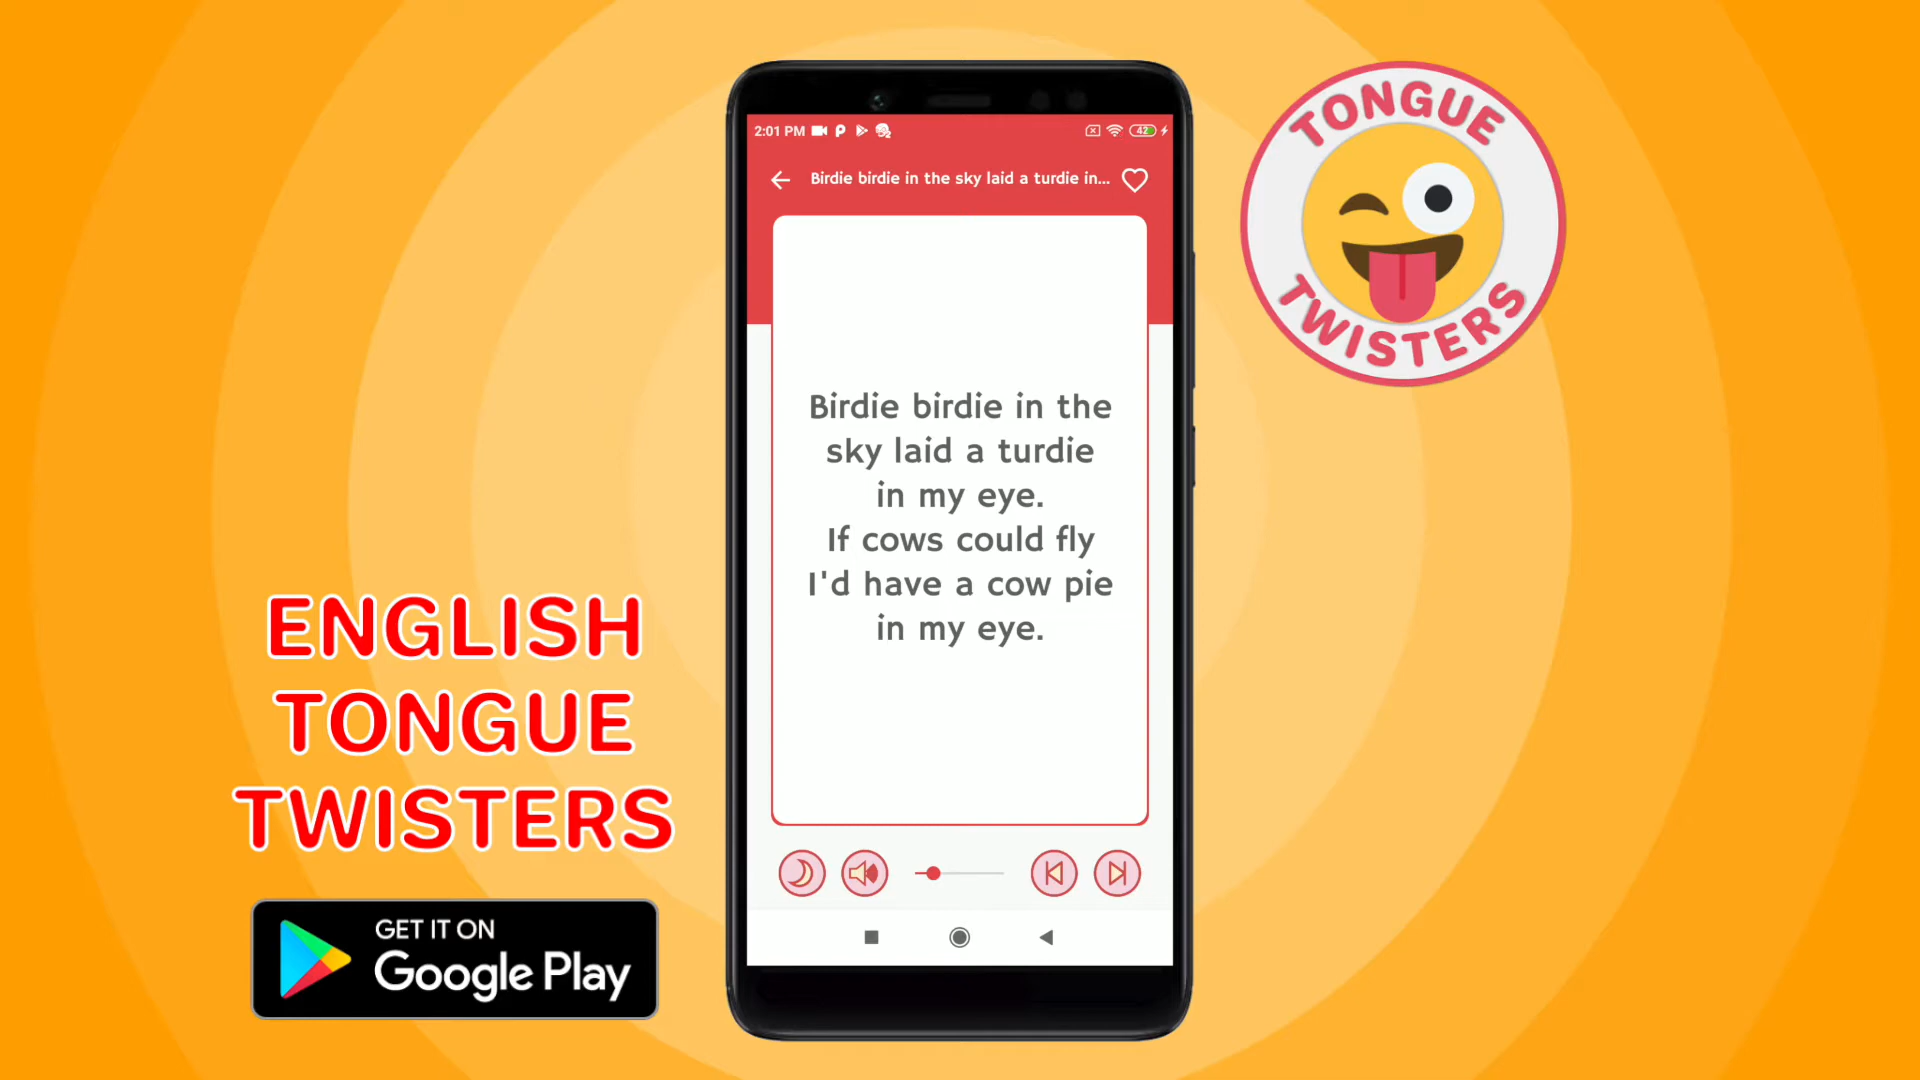 2:01 PM
42
Birdie birdie in the sky laid a turdie in...
Birdie birdie in the
sky laid a turdie
in my eye.
If cows could fly
I'd have a cow pie
in my eye.
TONGUE
TWISTERS
ENGLISH
TONGUE
TWISTERS
GET IT ON
Google Play